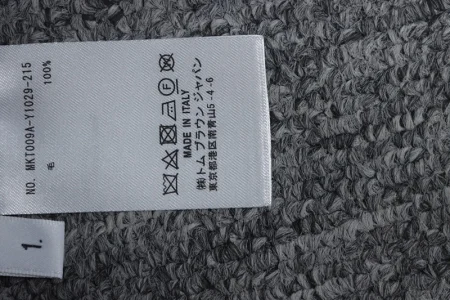 NO. MKT009A-Y1029-215
毛 100%
F
MADE IN ITALY
㈱トム ブラウン ジャパン
東京都港区南青山5-4-6
1.